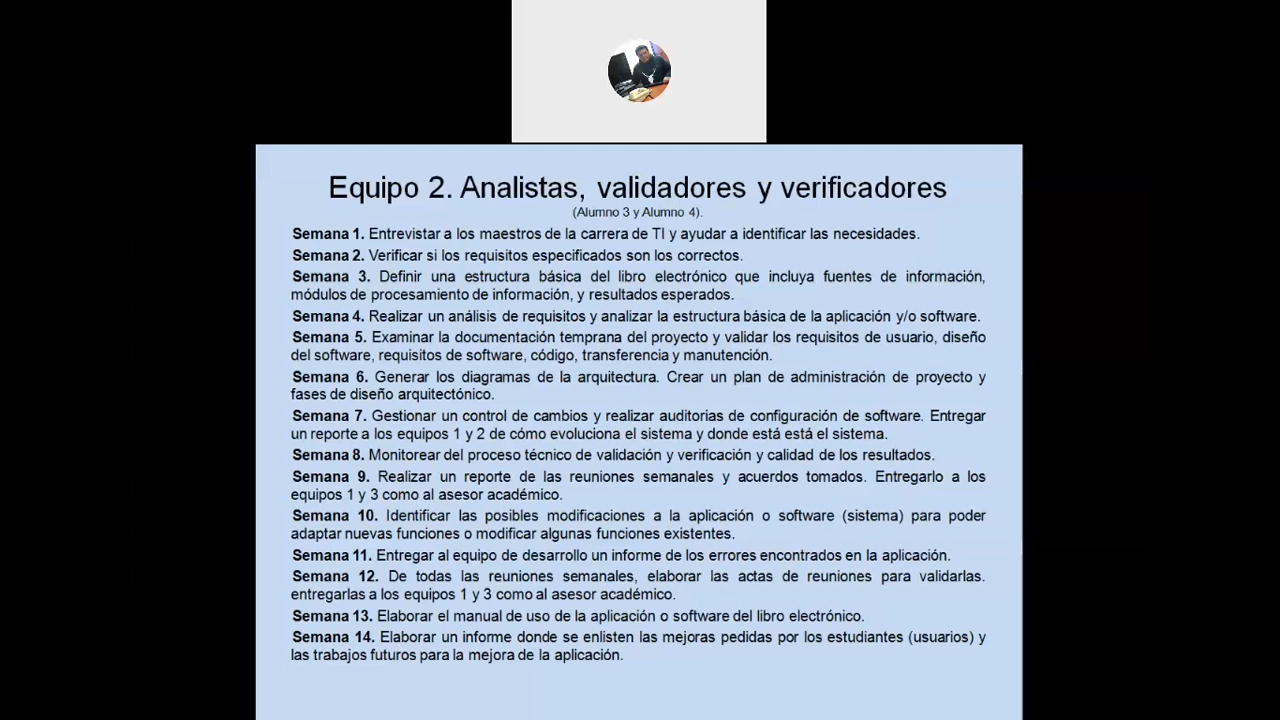 Equipo 2. Analistas, validadores y verificadores
(Alumno 3 y Alumno 4).
Semana 1. Entrevistar a los maestros de la carrera de TI y ayudar a identificar las necesidades.
Semana 2. Verificar si los requisitos especificados son los correctos.
Semana 3. Definir una estructura básica del libro electrónico que incluya fuentes de información,
módulos de procesamiento de información, y resultados esperados.
Semana 4. Realizar un análisis de requisitos y analizar la estructura básica de la aplicación y/o software.
Semana 5. Examinar la documentación temprana del proyecto y validar los requisitos de usuario, diseño
del software, requisitos de software, código, transferencia y manutención.
Semana 6. Generar los diagramas de la arquitectura. Crear un plan de administración de proyecto y
fases de diseño arquitectónico.
Semana 7. Gestionar un control de cambios y realizar auditorias de configuración de software. Entregar
un reporte a los equipos 1 y 2 de cómo evoluciona el sistema y donde está está el sistema.
Semana 8. Monitorear del proceso técnico de validación y verificación y calidad de los resultados.
Semana 9. Realizar un reporte de las reuniones semanales y acuerdos tomados. Entregarlo a los
equipos 1 y 3 como al asesor académico.
Semana 10. Identificar las posibles modificaciones a la aplicación o software (sistema) para poder
adaptar nuevas funciones o modificar algunas funciones existentes.
Semana 11. Entregar al equipo de desarrollo un informe de los errores encontrados en la aplicación.
Semana 12. De todas las reuniones semanales, elaborar las actas de reuniones para validarlas.
entregarlas a los equipos 1 y 3 como al asesor académico.
Semana 13. Elaborar el manual de uso de la aplicación o software del libro electrónico.
Semana 14. Elaborar un informe donde se enlisten las mejoras pedidas por los estudiantes (usuarios) y
las trabajos futuros para la mejora de la aplicación.